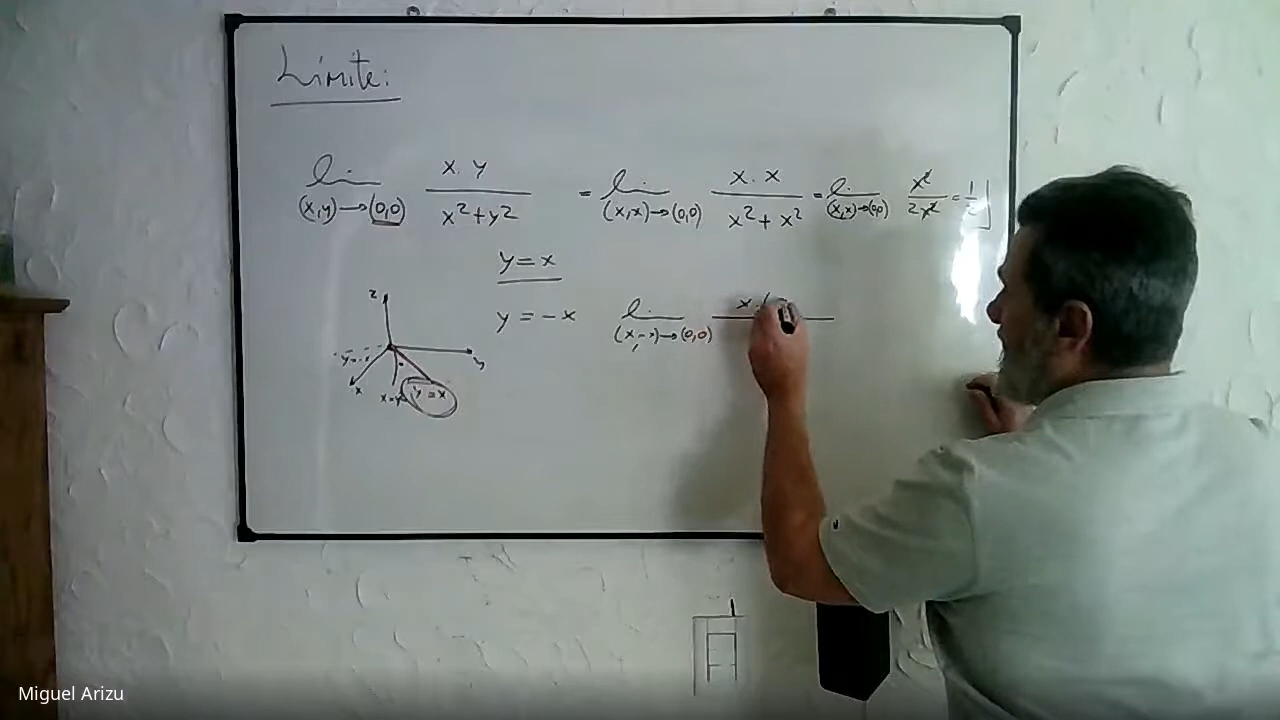 Límite:
lim (x,y)→(0,0) x.y / x²+y² = lim (x,x)→(0,0) x.x / x²+x² = lim (x,x)→(0,0) x² / 2x² = 1/2
y=x
y=-x lim (x,-x)→(0,0) x.(
z
y
x
y=x
Miguel Arizu